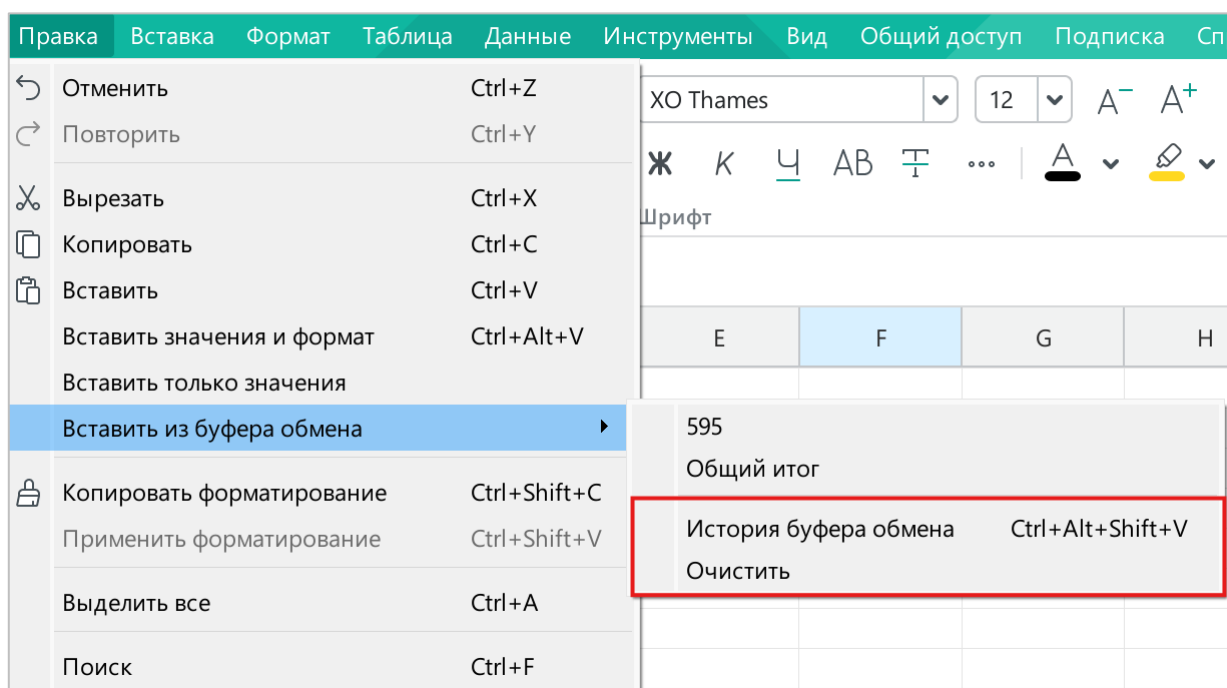 Правка Вставка Формат Таблица Данные Инструменты Вид Общий доступ Подписка Сп
Отменить Ctrl+Z
Повторить Ctrl+Y
Вырезать Ctrl+X
Копировать Ctrl+C
Вставить Ctrl+V
Вставить значения и формат Ctrl+Alt+V
Вставить только значения
Вставить из буфера обмена
Копировать форматирование Ctrl+Shift+C
Применить форматирование Ctrl+Shift+V
Выделить все Ctrl+A
Поиск Ctrl+F
XO Thames 12 A− A+
Ж К Ч АВ Т A
Шрифт
E F G H
595
Общий итог
История буфера обмена Ctrl+Alt+Shift+V
Очистить